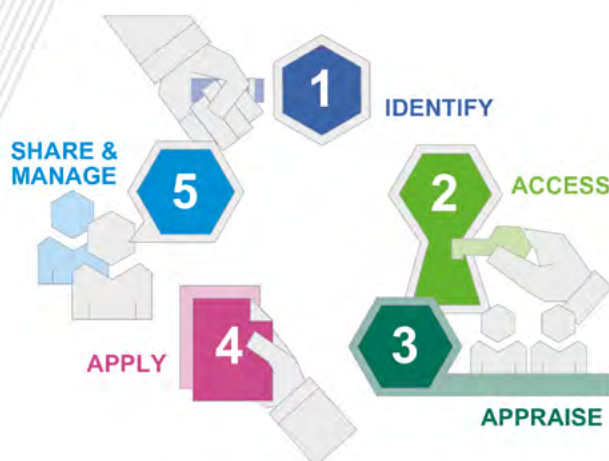 1
IDENTIFY
2
ACCESS
3
APPRAISE
4
APPLY
5
SHARE &
MANAGE